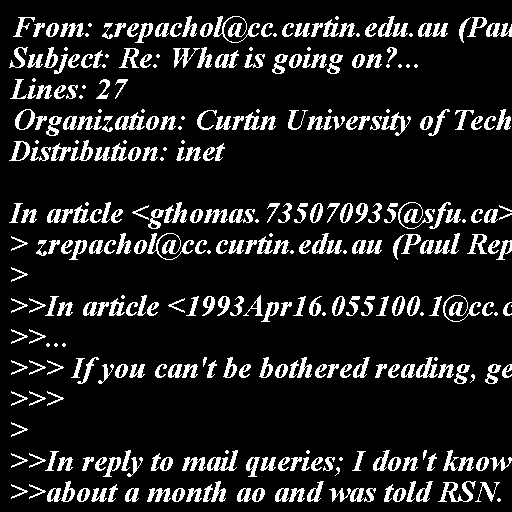 From: zrepachol@cc.curtin.edu.au (Pau
Subject: Re: What is going on?...
Lines: 27
Organization: Curtin University of Tech
Distribution: inet
In article <gthomas.735070935@sfu.ca>
> zrepachol@cc.curtin.edu.au (Paul Rep
>
>>In article <1993Apr16.055100.1@cc.c
>>...
>>> If you can't be bothered reading, ge
>>>
>
>>In reply to mail queries; I don't know
>>about a month ao and was told RSN.